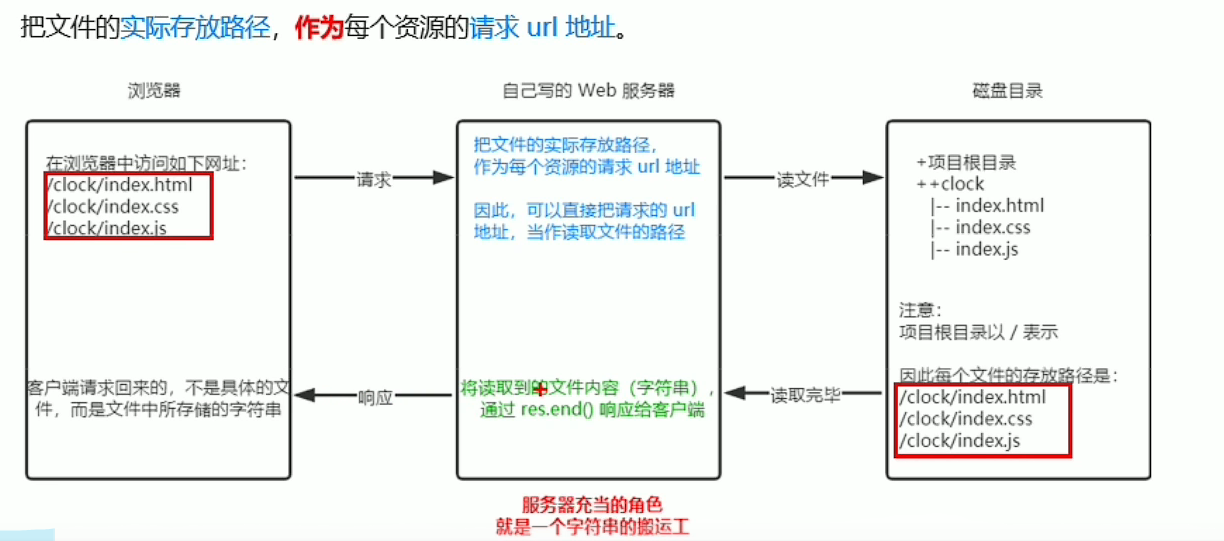 把文件的实际存放路径，作为每个资源的请求 url 地址。
浏览器
自己写的 Web 服务器
磁盘目录
在浏览器中访问如下网址：
/clock/index.html
/clock/index.css
/clock/index.js
请求
把文件的实际存放路径，
作为每个资源的请求 url 地址
因此，可以直接把请求的 url
地址，当作读取文件的路径
读文件
+项目根目录
++clock
|-- index.html
|-- index.css
|-- index.js
注意：
项目根目录以 / 表示
因此每个文件的存放路径是：
/clock/index.html
/clock/index.css
/clock/index.js
读取完毕
将读取到的文件内容（字符串），
通过 res.end() 响应给客户端
响应
客户端请求回来的，不是具体的文
件，而是文件中所存储的字符串
服务器充当的角色
就是一个字符串的搬运工